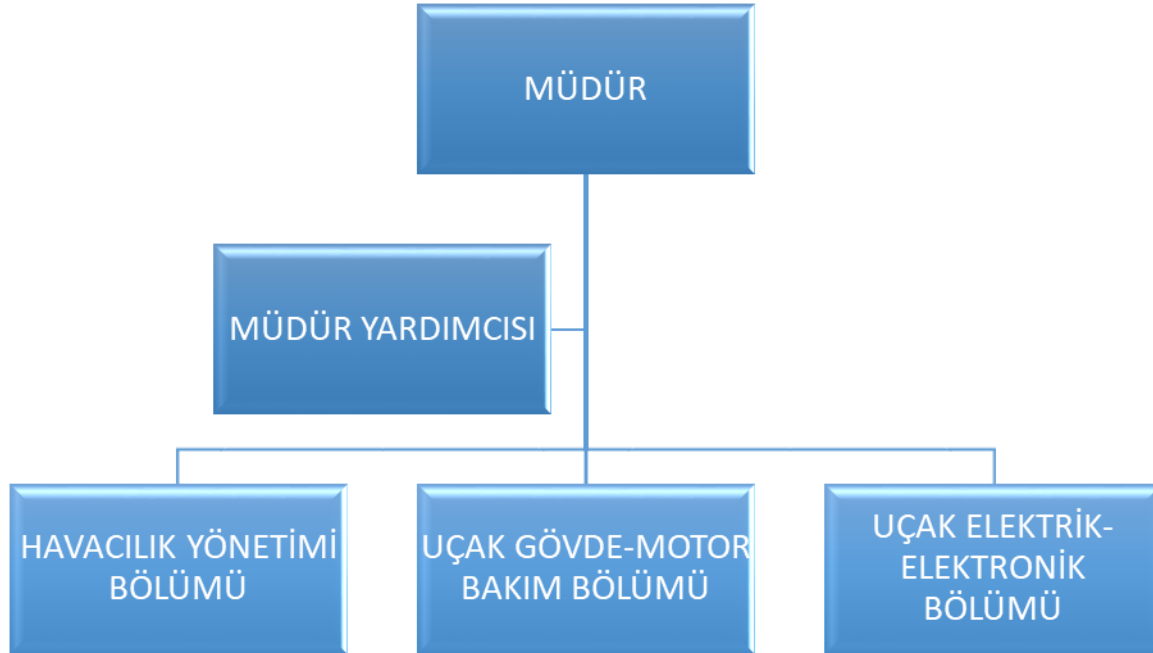 MÜDÜR
MÜDÜR YARDIMCISI
HAVACILIK YÖNETİMİ
BÖLÜMÜ
UÇAK GÖVDE-MOTOR
BAKIM BÖLÜMÜ
UÇAK ELEKTRİK-
ELEKTRONİK
BÖLÜMÜ